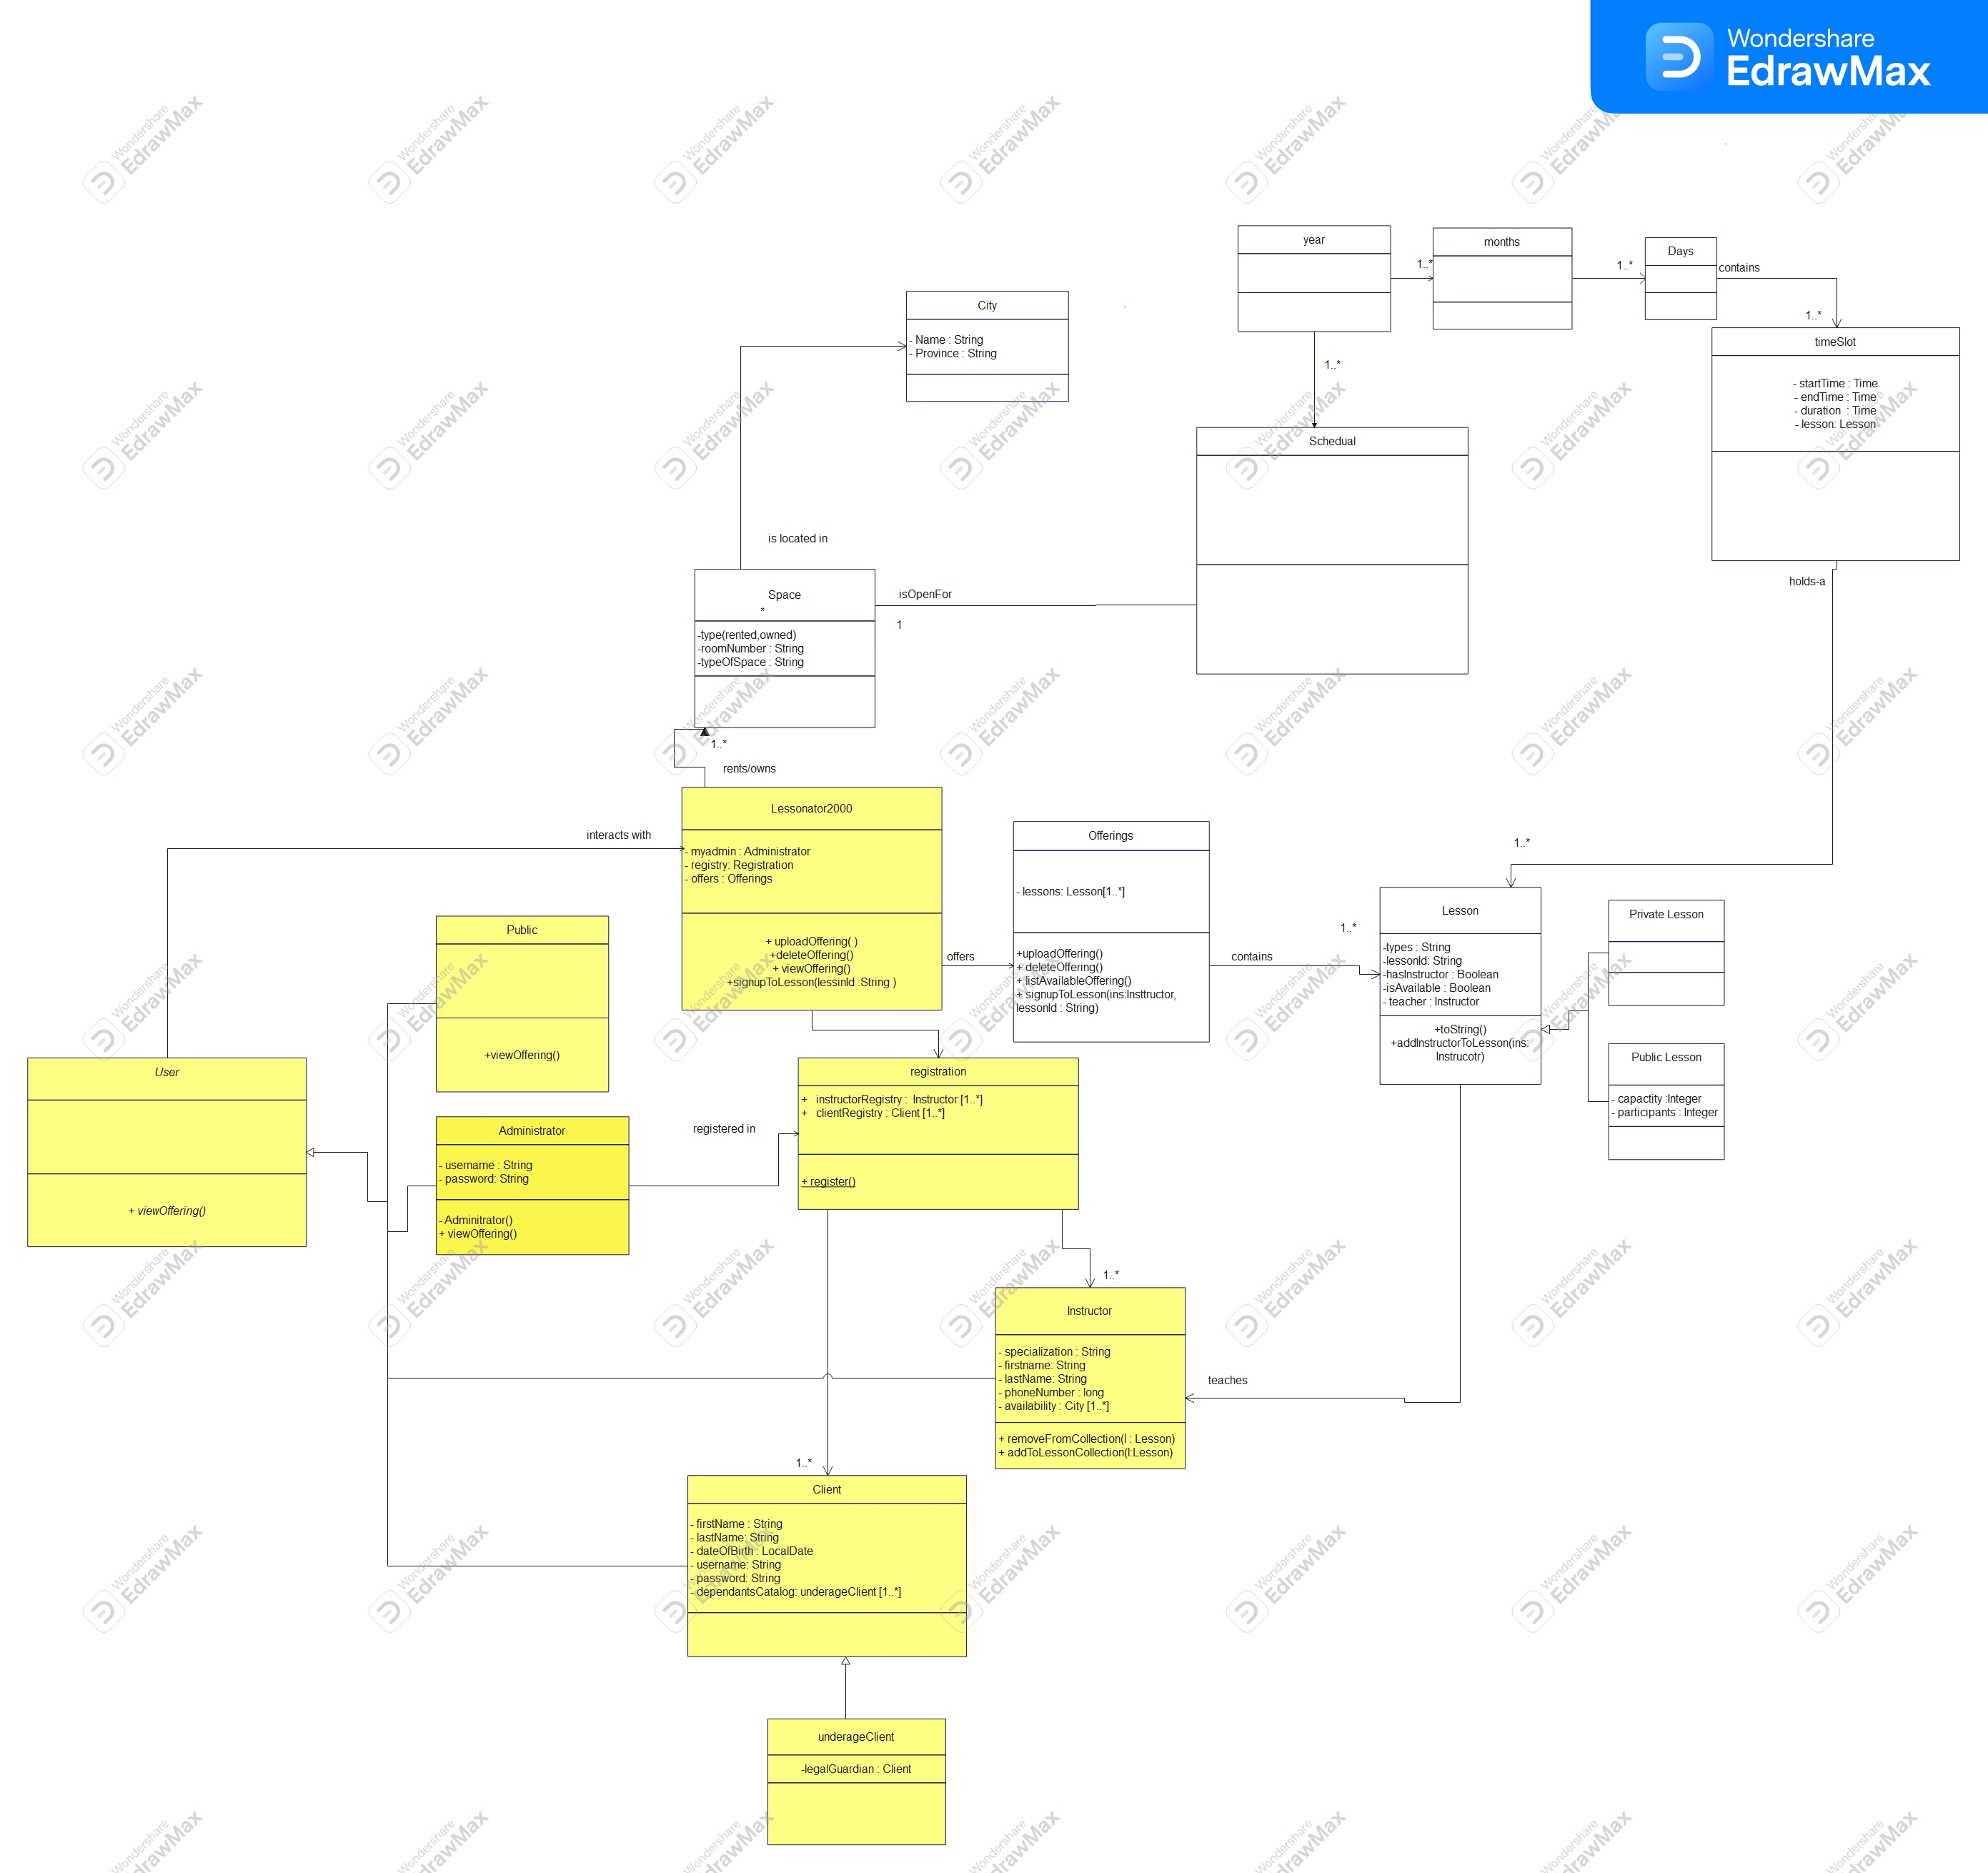 Wondershare
EdrawMax
year
months
Days
1..*
1..*
contains
1..*
City
- Name : String
- Province : String
timeSlot
- startTime : Time
- endTime : Time
- duration : Time
- lesson: Lesson
1..*
Schedual
is located in
holds-a
Space
*
-type(rented,owned)
-roomNumber : String
-typeOfSpace : String
isOpenFor
1
1..*
rents/owns
Lessonator2000
- myadmin : Administrator
- registry: Registration
- offers : Offerings
+ uploadOffering( )
+deleteOffering()
+ viewOffering()
+signupToLesson(lessinId :String )
interacts with
offers
Offerings
- lessons: Lesson[1..*]
+uploadOffering()
+ deleteOffering()
+ listAvailableOffering()
+ signupToLesson(ins:Insttructor,
lessonId : String)
contains
1..*
1..*
Lesson
-types : String
-lessonId: String
-hasInstructor : Boolean
-isAvailable : Boolean
- teacher : Instructor
+toString()
+addInstructorToLesson(ins:
Instrucotr)
Private Lesson
Public Lesson
- capactity :Integer
- participants : Integer
Public
+viewOffering()
User
+ viewOffering()
Administrator
- username : String
- password: String
- Adminitrator()
+ viewOffering()
registered in
registration
+ instructorRegistry : Instructor [1..*]
+ clientRegistry : Client [1..*]
+ register()
1..*
Instructor
- specialization : String
- firstname: String
- lastName: String
- phoneNumber : long
- availability : City [1..*]
+ removeFromCollection(l : Lesson)
+ addToLessonCollection(l:Lesson)
teaches
1..*
Client
- firstName : String
- lastName: String
- dateOfBirth : LocalDate
- username: String
- password: String
- dependantsCatalog: underageClient [1..*]
underageClient
-legalGuardian : Client